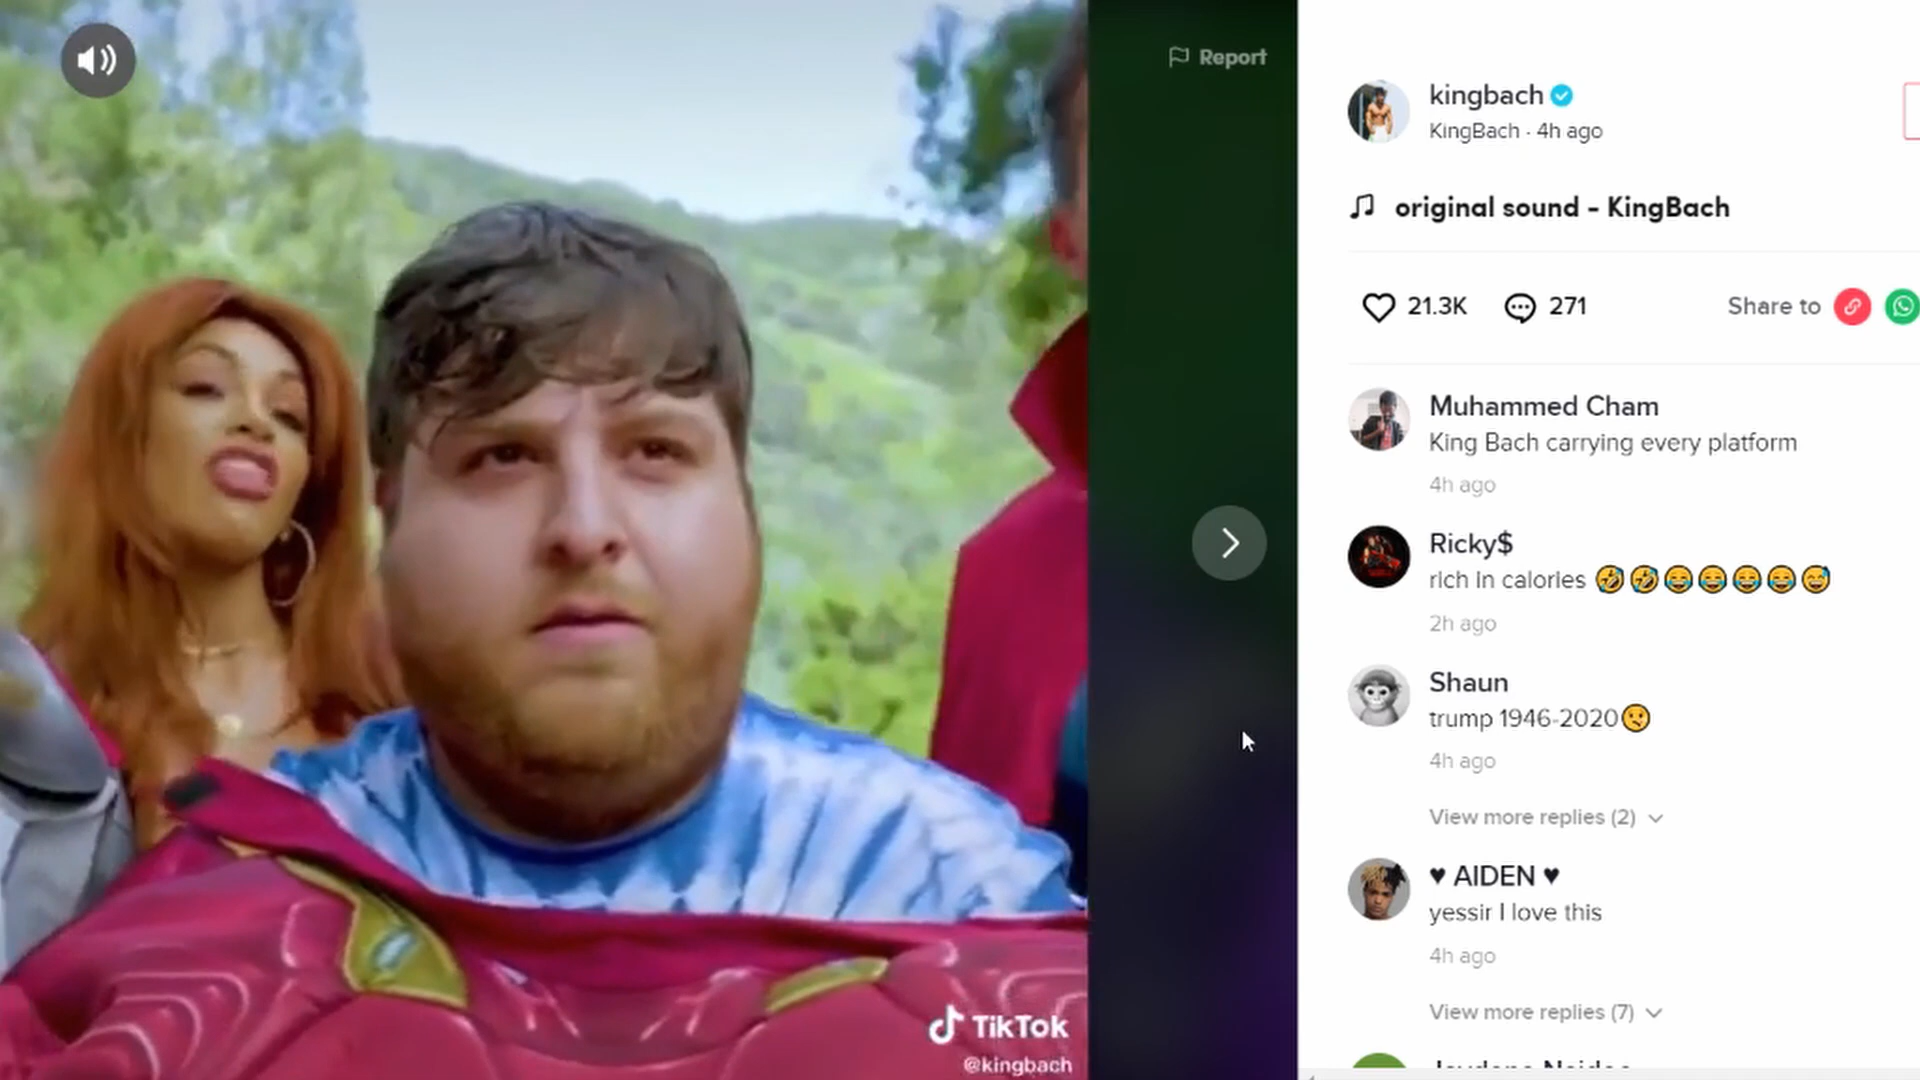 Report
kingbach
KingBach · 4h ago
original sound - KingBach
21.3K
271
Share to
Muhammed Cham
King Bach carrying every platform
4h ago
Ricky$
rich in calories 🤣🤣😂😂😂😂😅
2h ago
Shaun
trump 1946-2020🤨
4h ago
View more replies (2)
♥ AIDEN ♥
yessir I love this
4h ago
View more replies (7)
TikTok
@kingbach